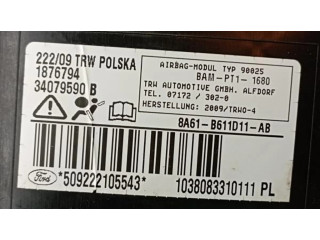 222/09 TRW POLSKA
1876794
34079590 B
AIRBAG-MODUL TYP 90025
BAM-PT1- 1680
TRW AUTOMOTIVE GMBH, ALFDORF
TEL. 07172 / 302-0
HERSTELLUNG: 2009/TRWO-4
8A61-B611D11-AB
Ford
*509222105543*
1038083310111 PL